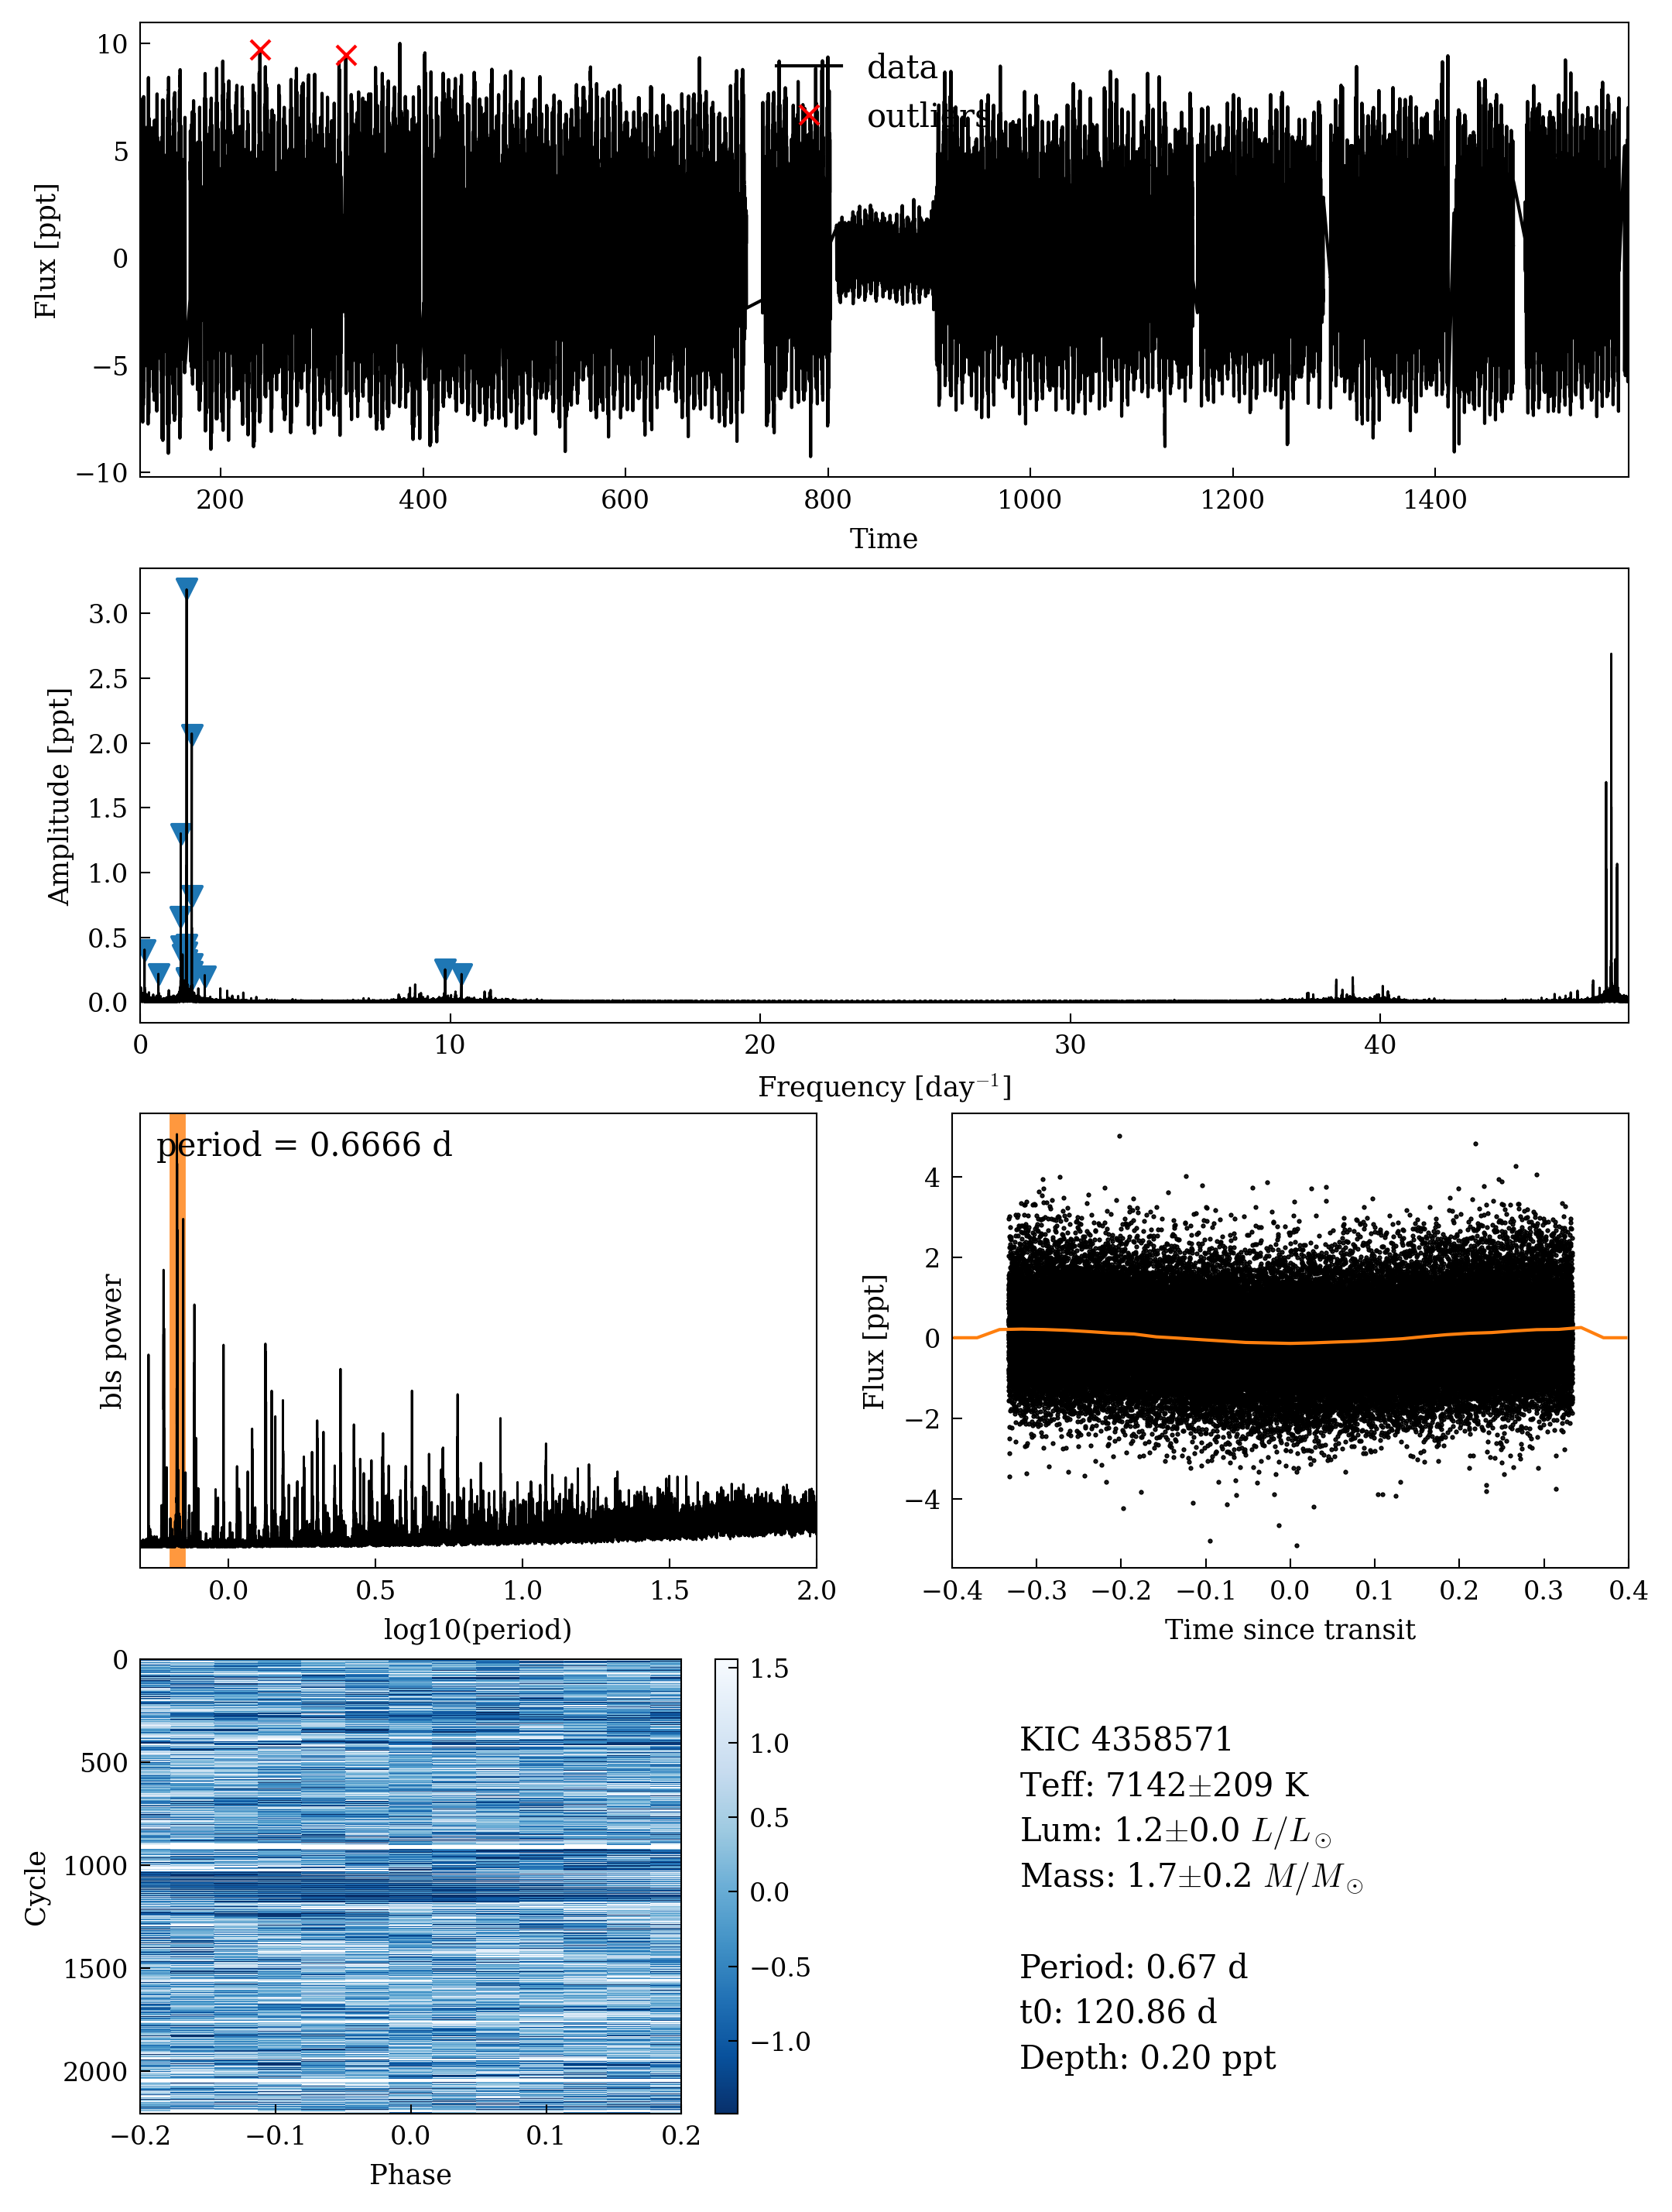 10
5
0
−5
−10
Flux [ppt]
data
outliers
200 400 600 800 1000 1200 1400
Time
3.0
2.5
2.0
1.5
1.0
0.5
0.0
Amplitude [ppt]
0 10 20 30 40
Frequency [day⁻¹]
period = 0.6666 d
bls power
0.0 0.5 1.0 1.5 2.0
log10(period)
4
2
0
−2
−4
Flux [ppt]
−0.4 −0.3 −0.2 −0.1 0.0 0.1 0.2 0.3 0.4
Time since transit
0
500
1000
1500
2000
Cycle
−0.2 −0.1 0.0 0.1 0.2
Phase
1.5
1.0
0.5
0.0
−0.5
−1.0
KIC 4358571
Teff: 7142±209 K
Lum: 1.2±0.0 L/L☉
Mass: 1.7±0.2 M/M☉
Period: 0.67 d
t0: 120.86 d
Depth: 0.20 ppt